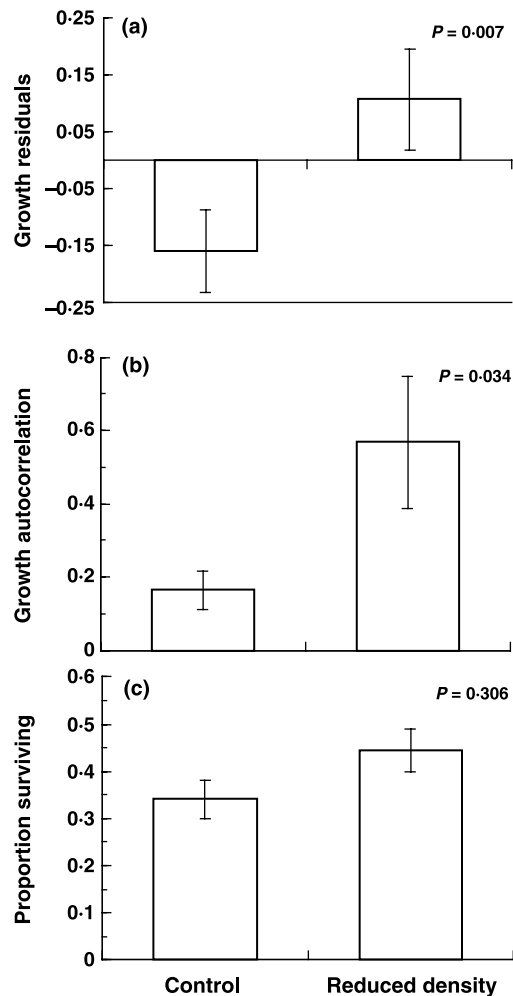 (a)
P = 0·007
Growth residuals
0·25
0·15
0·05
–0·05
–0·15
–0·25
(b)
P = 0·034
Growth autocorrelation
0·8
0·6
0·4
0·2
0
(c)
P = 0·306
Proportion surviving
0·6
0·5
0·4
0·3
0·2
0·1
0
Control Reduced density